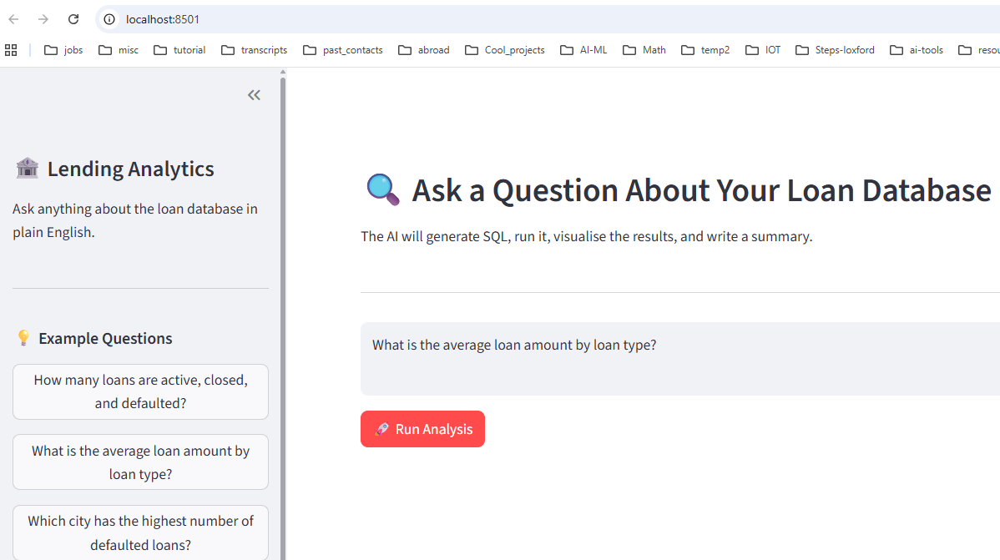 localhost:8501
jobs misc tutorial transcripts past_contacts abroad Cool_projects AI-ML Math temp2 IOT Steps-loxford ai-tools resou
Lending Analytics
Ask anything about the loan database in
plain English.
Example Questions
How many loans are active, closed,
and defaulted?
What is the average loan amount by
loan type?
Which city has the highest number of
defaulted loans?
Ask a Question About Your Loan Database
The AI will generate SQL, run it, visualise the results, and write a summary.
What is the average loan amount by loan type?
Run Analysis